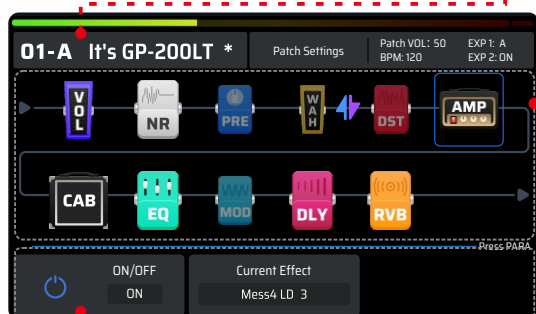 01-A It's GP-200LT *
Patch Settings
Patch VOL: 50 EXP 1: A
BPM: 120 EXP 2: ON
VOL NR PRE WAH DST AMP
CAB EQ MOD DLY RVB
Press PARA
ON/OFF
ON
Current Effect
Mess4 LD 3